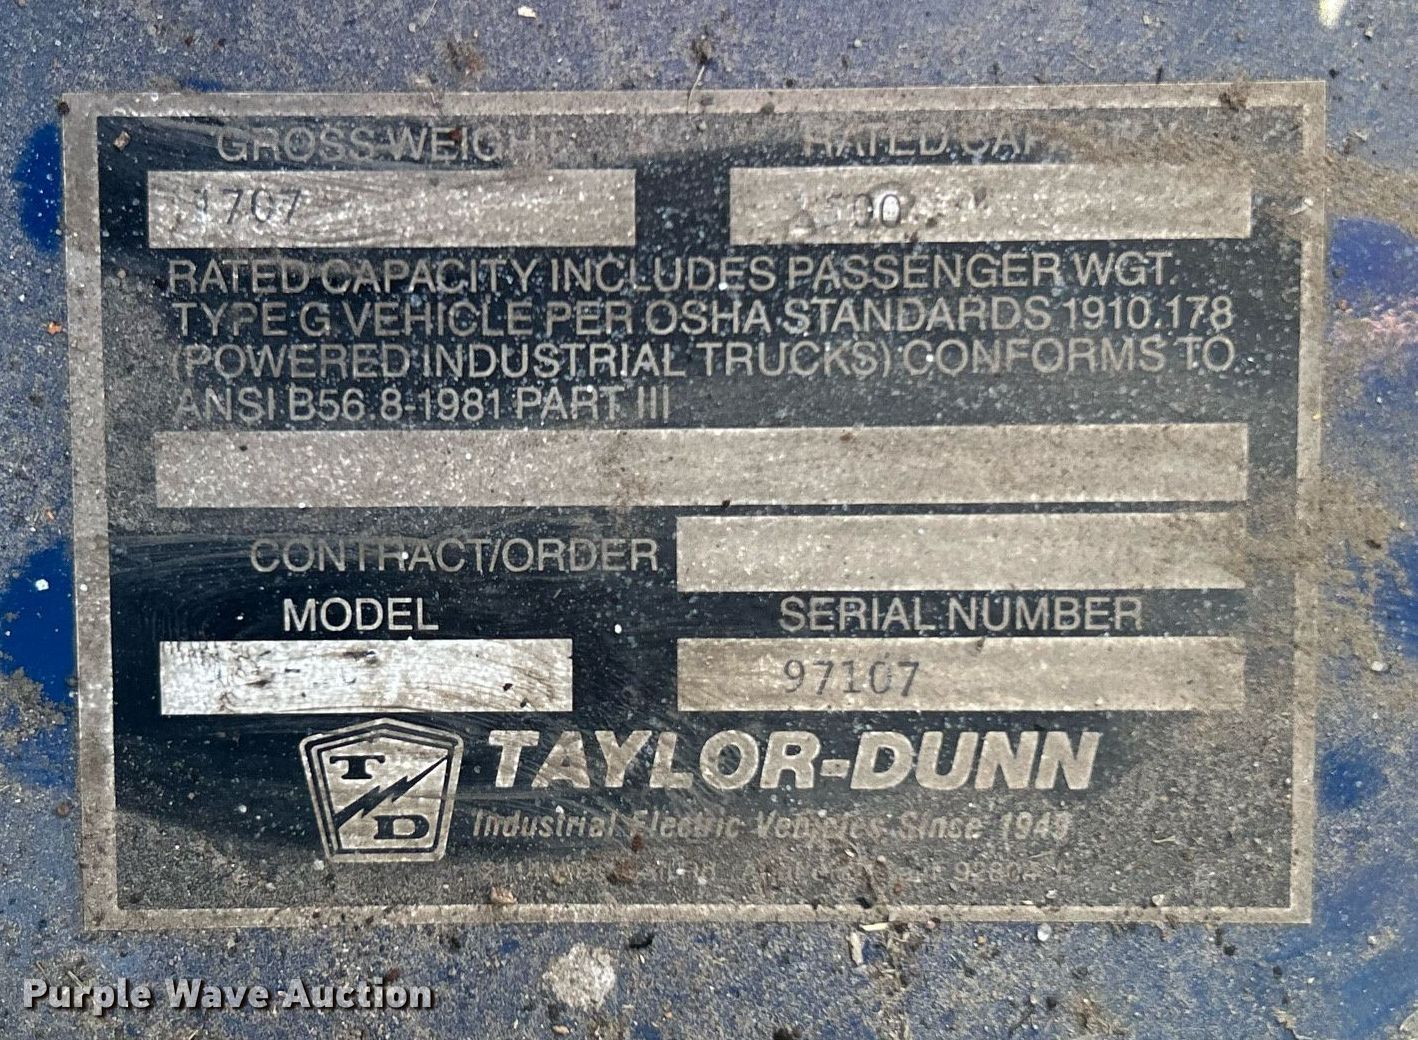 GROSS WEIGHT RATED CAPACITY
1707 500
RATED CAPACITY INCLUDES PASSENGER WGT.
TYPE G VEHICLE PER OSHA STANDARDS 1910.178
(POWERED INDUSTRIAL TRUCKS) CONFORMS TO
ANSI B56.8-1981 PART III
CONTRACT/ORDER
MODEL SERIAL NUMBER
97107
T D
TAYLOR-DUNN
Industrial Electric Vehicles Since 1949
Purple Wave Auction